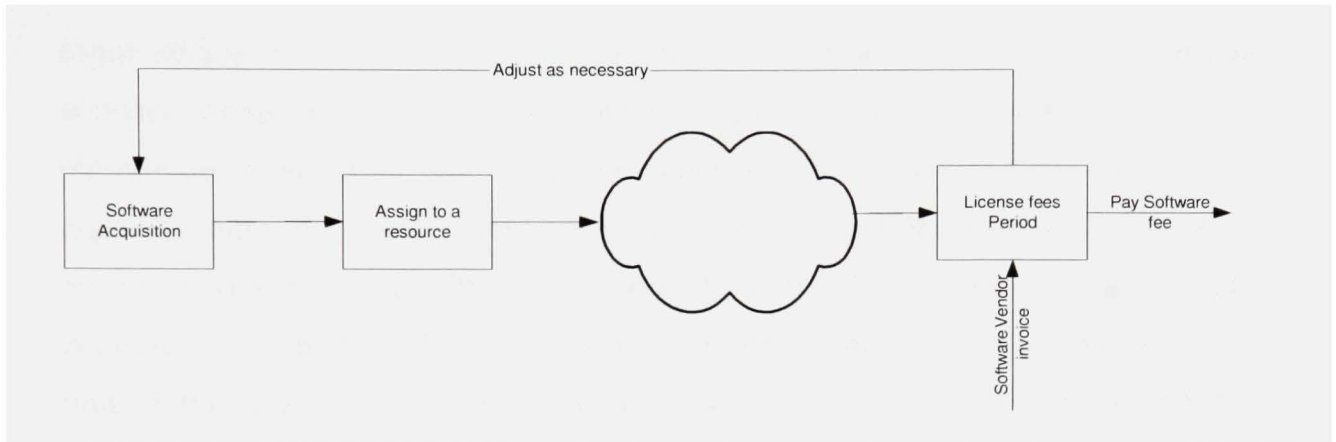 Adjust as necessary
Software
Acquisition
Assign to a
resource
License fees
Period
Pay Software
fee
Software Vendor
invoice